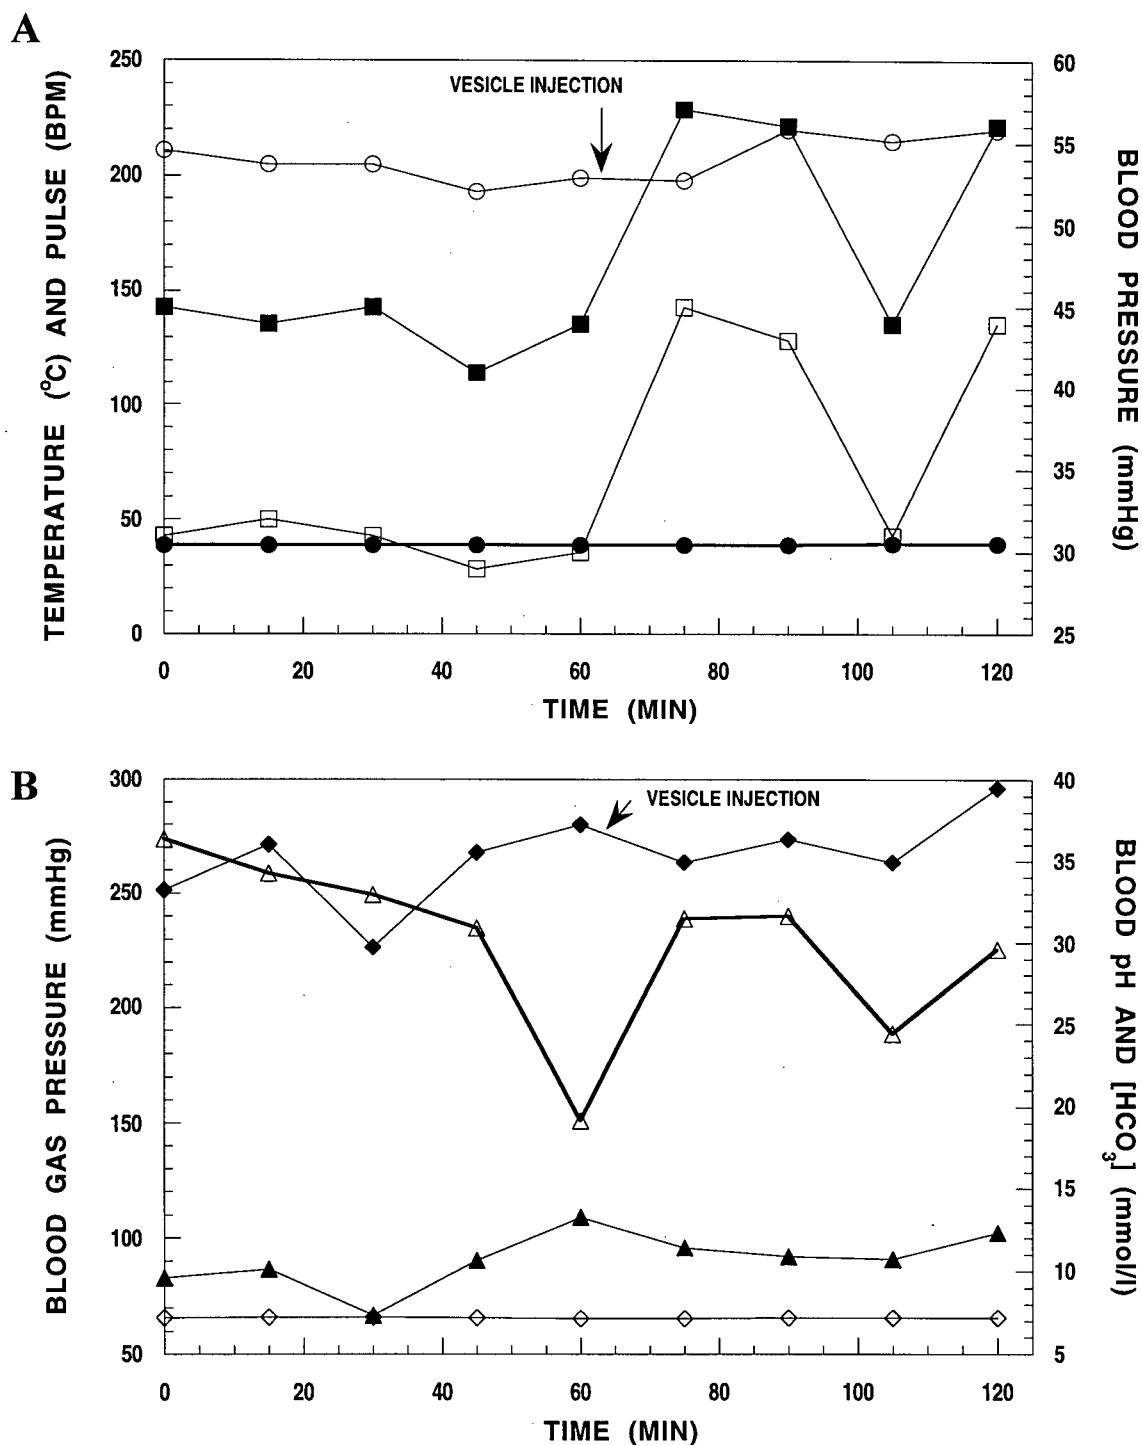 A
TEMPERATURE (°C) AND PULSE (BPM)
250
200
150
100
50
0
VESICLE INJECTION
60
55
50
45
40
35
30
25
BLOOD PRESSURE (mmHg)
0 20 40 60 80 100 120
TIME (MIN)
B
BLOOD GAS PRESSURE (mmHg)
300
250
200
150
100
50
VESICLE INJECTION
40
35
30
25
20
15
10
5
BLOOD pH AND [HCO₃] (mmol/l)
0 20 40 60 80 100 120
TIME (MIN)